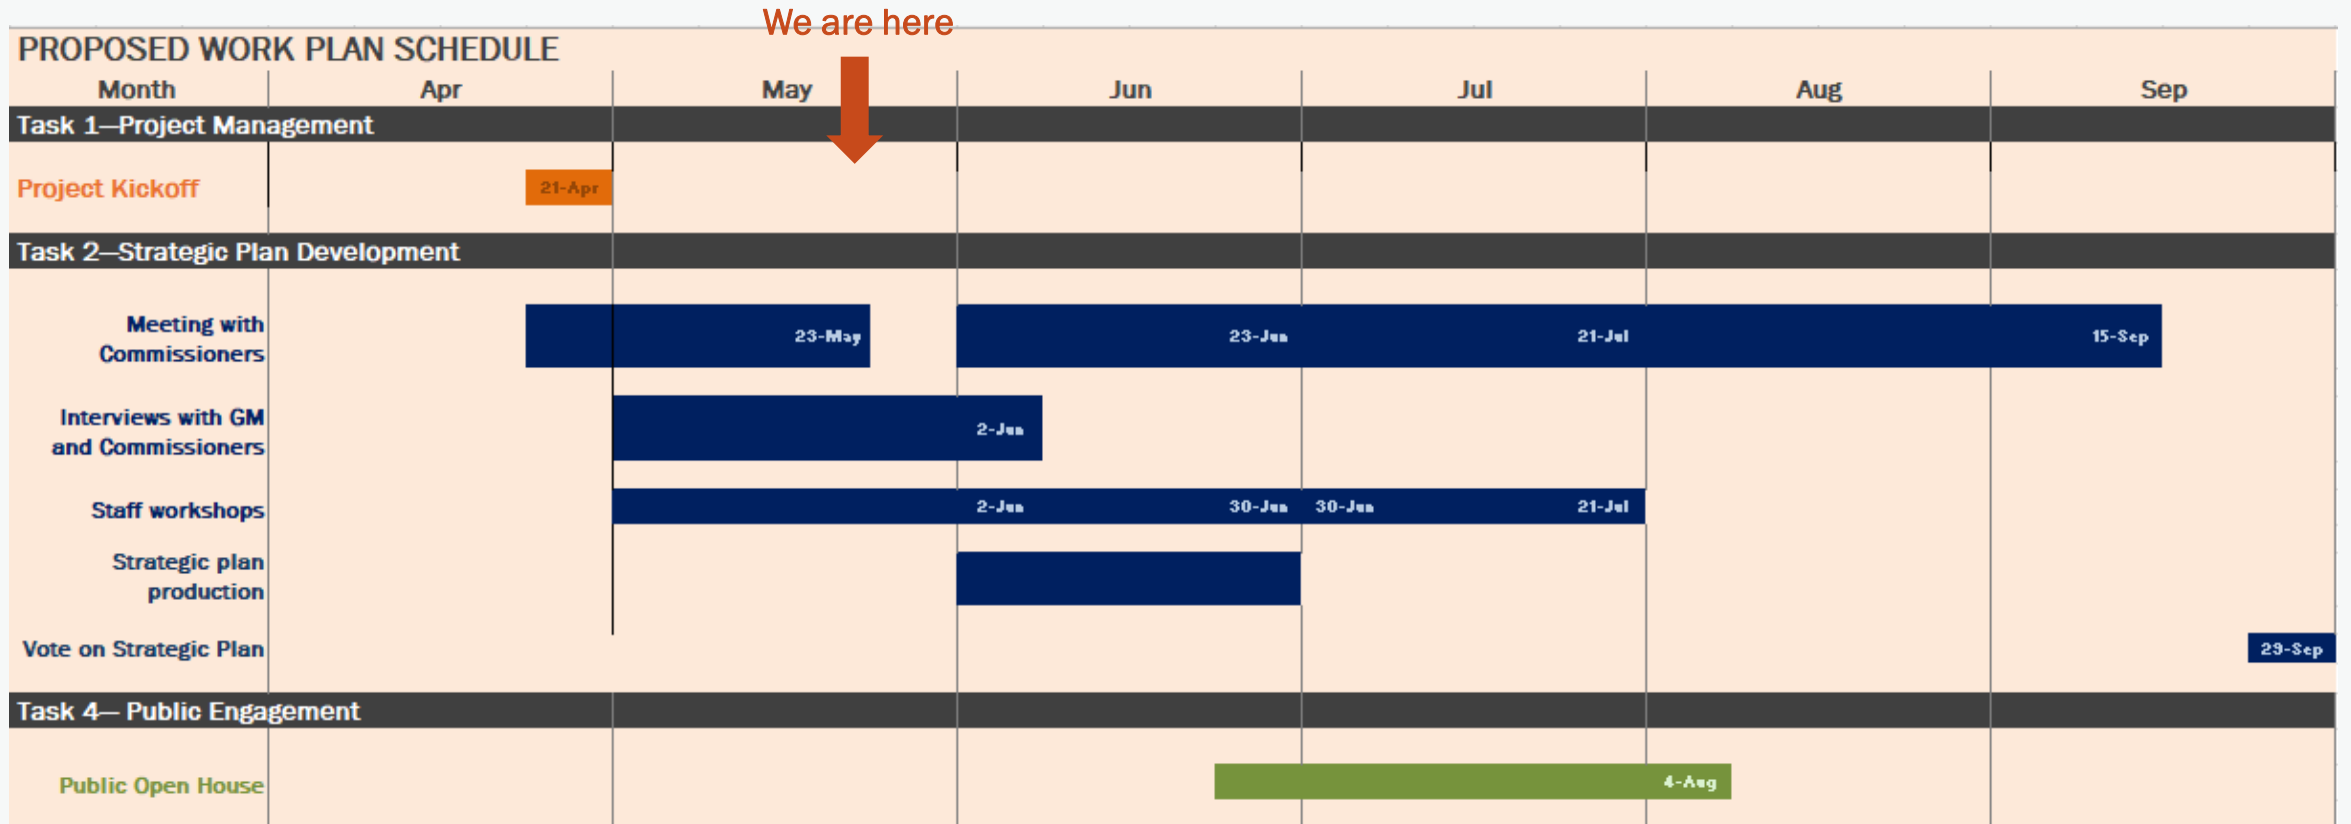 We are here
PROPOSED WORK PLAN SCHEDULE
Month Apr May Jun Jul Aug Sep
Task 1—Project Management
Project Kickoff 21-Apr
Task 2—Strategic Plan Development
Meeting with
Commissioners
23-May 23-Jun 21-Jul 15-Sep
Interviews with GM
and Commissioners
2-Jun
Staff workshops 2-Jun 30-Jun 30-Jun 21-Jul
Strategic plan
production
Vote on Strategic Plan 29-Sep
Task 4— Public Engagement
Public Open House 4-Aug